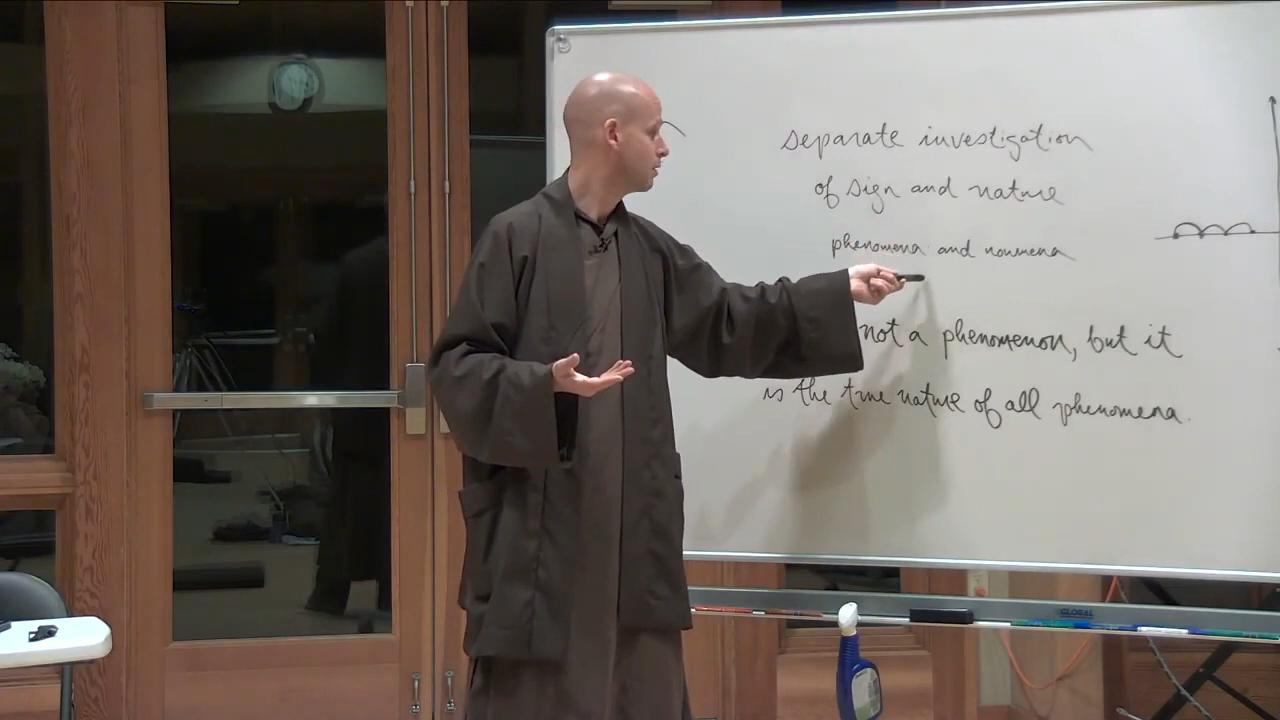 separate investigation
of sign and nature
phenomena and noumena
not a phenomenon, but it
is the true nature of all phenomena.
GLOBAL